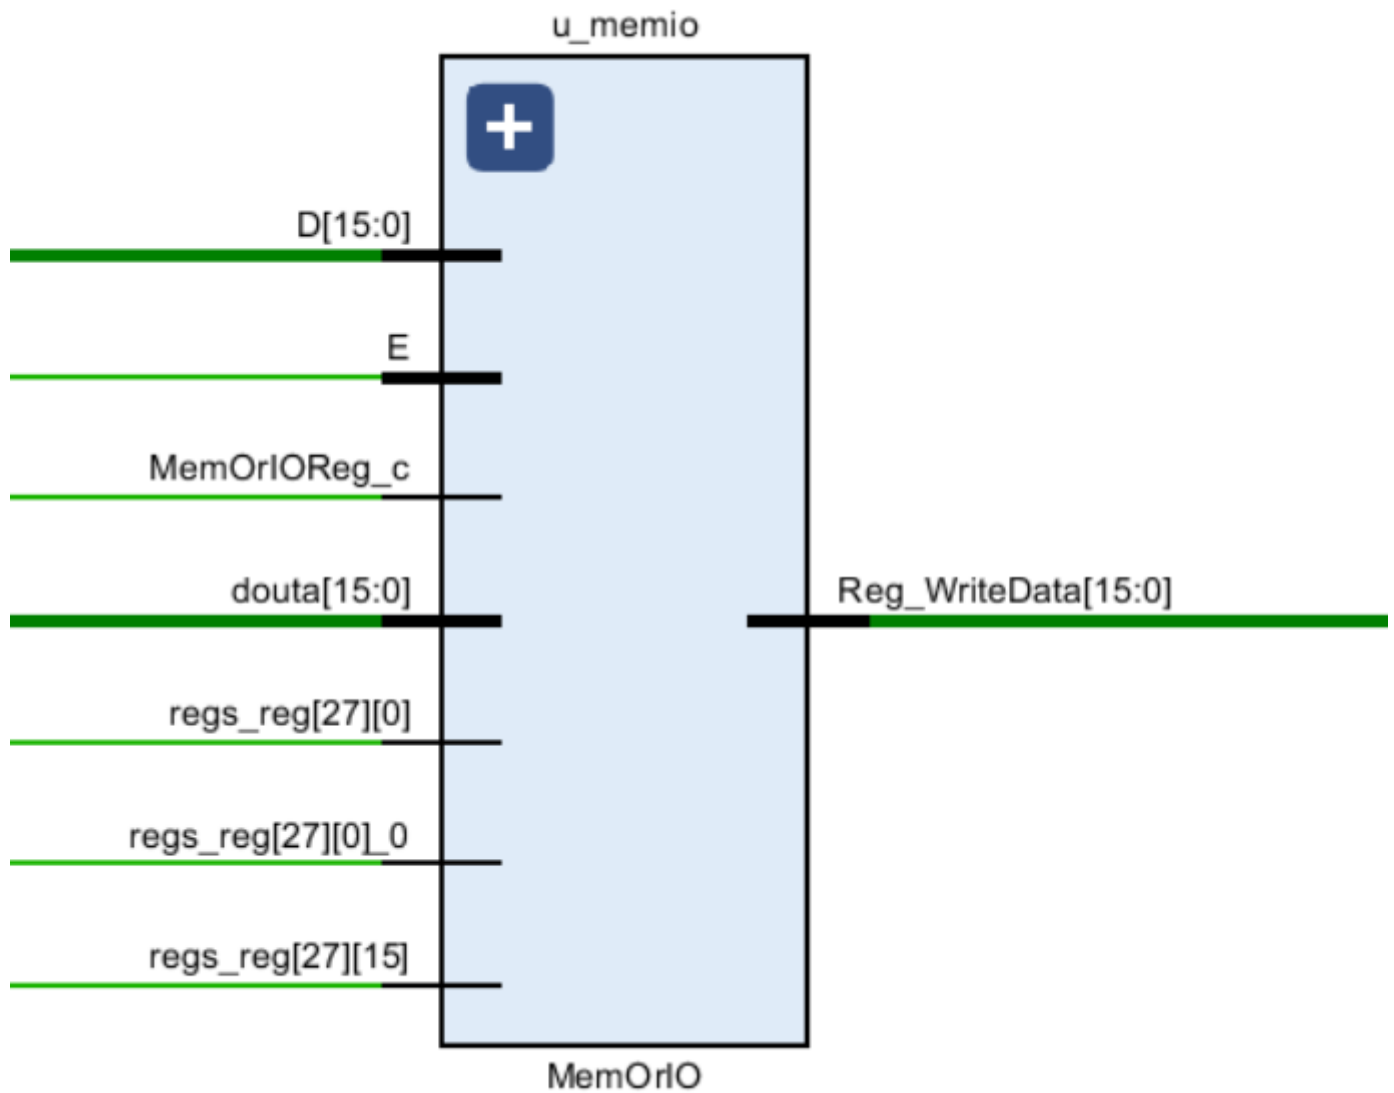 u_memio
D[15:0]
E
MemOrIOReg_c
douta[15:0]
Reg_WriteData[15:0]
regs_reg[27][0]
regs_reg[27][0]_0
regs_reg[27][15]
MemOrIO